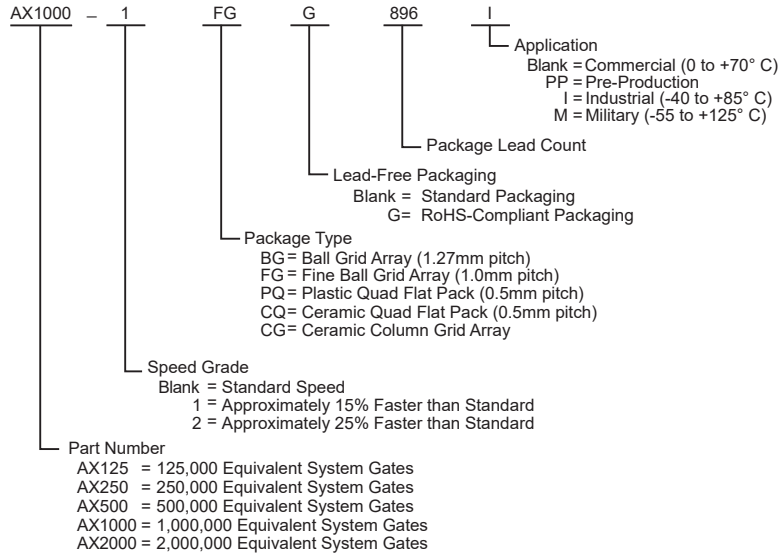 AX1000 – 1 FG G 896 I
Application
Blank = Commercial (0 to +70° C)
PP = Pre-Production
I = Industrial (-40 to +85° C)
M = Military (-55 to +125° C)
Package Lead Count
Lead-Free Packaging
Blank = Standard Packaging
G= RoHS-Compliant Packaging
Package Type
BG = Ball Grid Array (1.27mm pitch)
FG = Fine Ball Grid Array (1.0mm pitch)
PQ = Plastic Quad Flat Pack (0.5mm pitch)
CQ = Ceramic Quad Flat Pack (0.5mm pitch)
CG = Ceramic Column Grid Array
Speed Grade
Blank = Standard Speed
1 = Approximately 15% Faster than Standard
2 = Approximately 25% Faster than Standard
Part Number
AX125 = 125,000 Equivalent System Gates
AX250 = 250,000 Equivalent System Gates
AX500 = 500,000 Equivalent System Gates
AX1000 = 1,000,000 Equivalent System Gates
AX2000 = 2,000,000 Equivalent System Gates